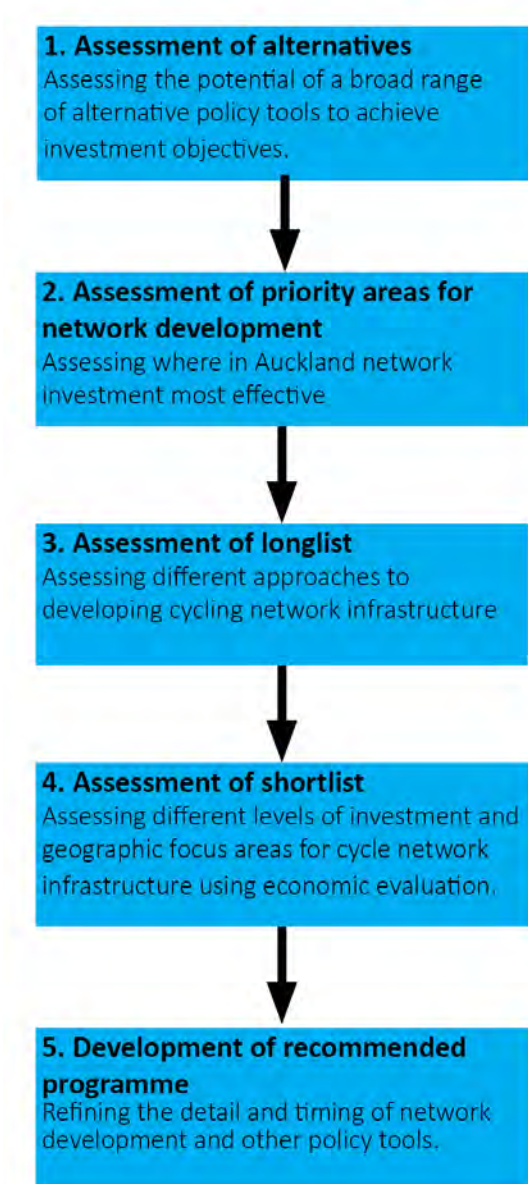 1. Assessment of alternatives
Assessing the potential of a broad range
of alternative policy tools to achieve
investment objectives.
2. Assessment of priority areas for
network development
Assessing where in Auckland network
investment most effective
3. Assessment of longlist
Assessing different approaches to
developing cycling network infrastructure
4. Assessment of shortlist
Assessing different levels of investment and
geographic focus areas for cycle network
infrastructure using economic evaluation.
5. Development of recommended
programme
Refining the detail and timing of network
development and other policy tools.